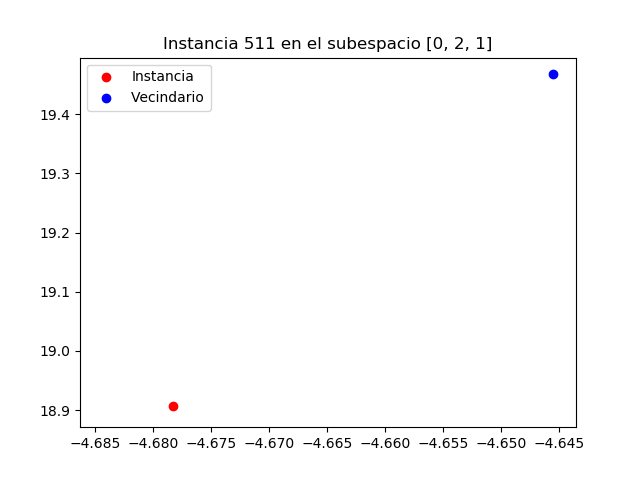 Instancia 511 en el subespacio [0, 2, 1]
Instancia
Vecindario
19.4
19.3
19.2
19.1
19.0
18.9
−4.685 −4.680 −4.675 −4.670 −4.665 −4.660 −4.655 −4.650 −4.645